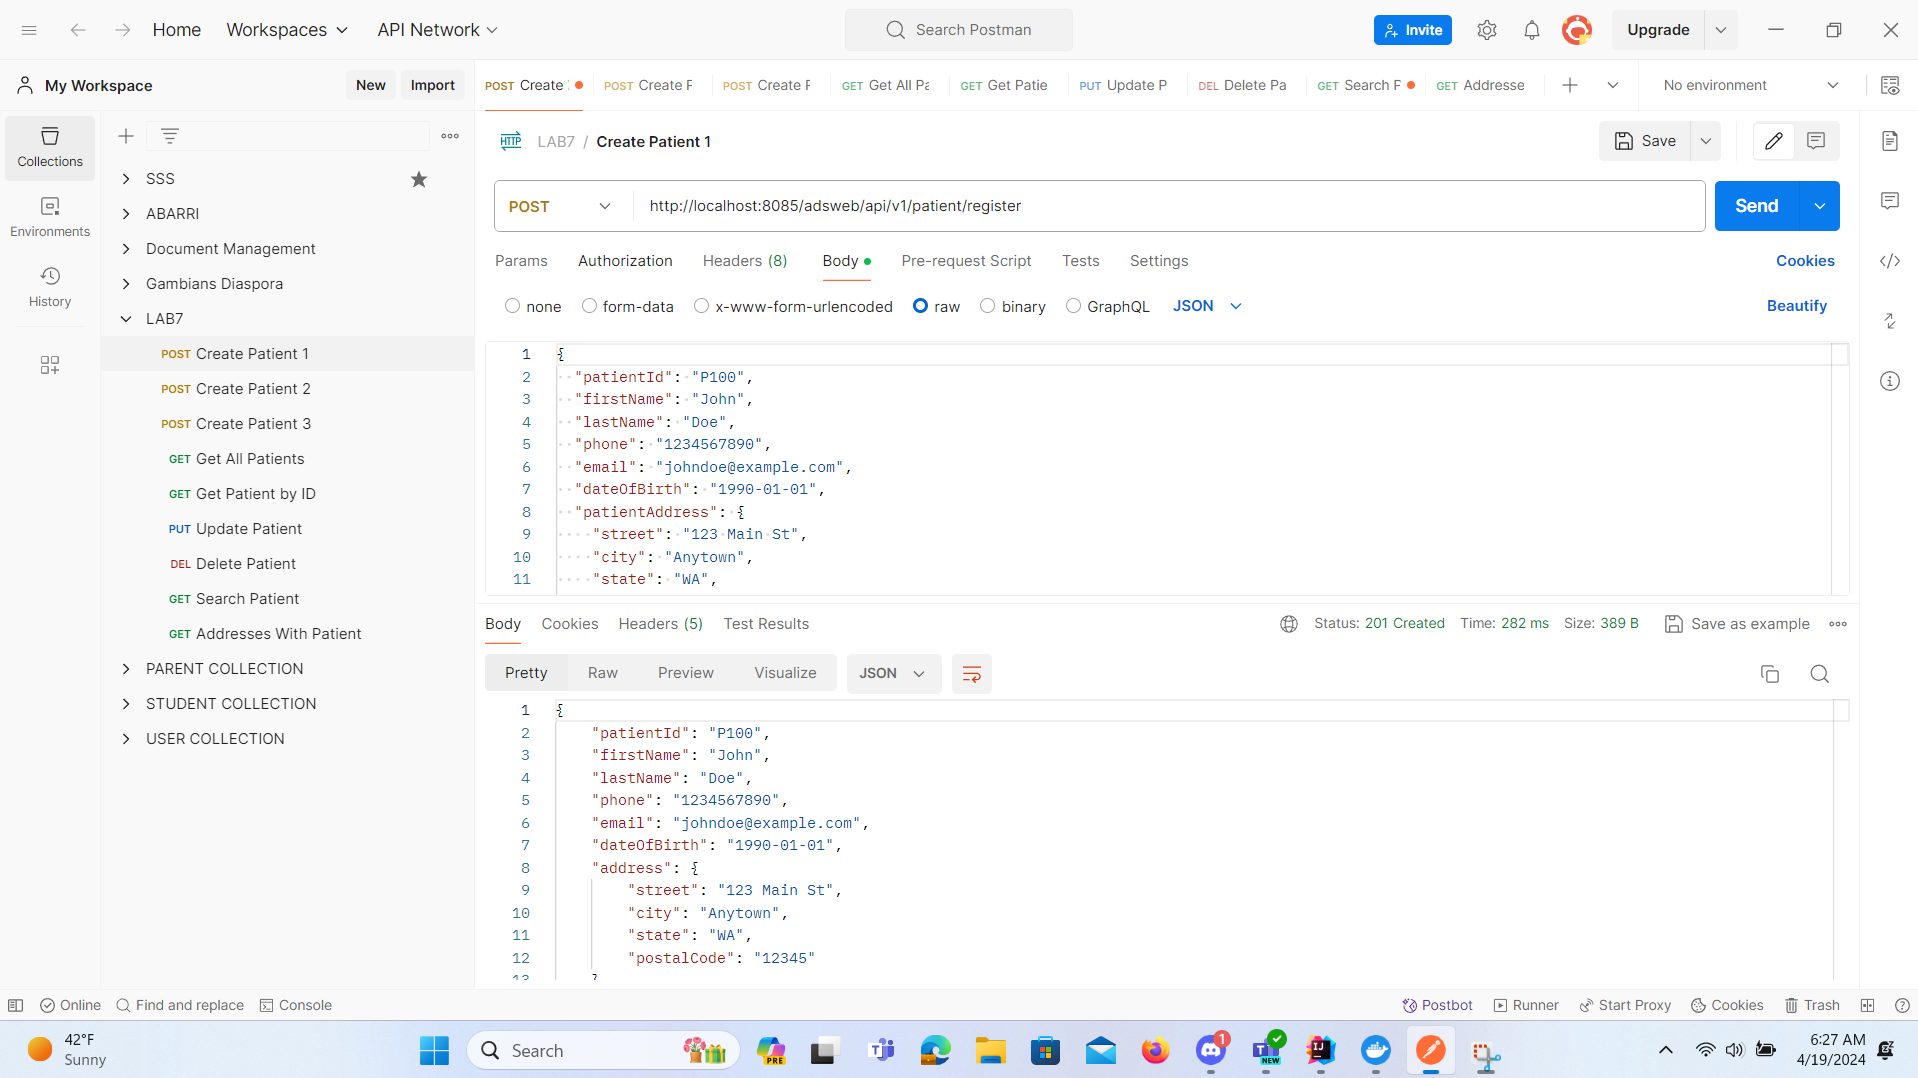 Home Workspaces API Network Search Postman Invite Upgrade
My Workspace New Import
POST Create POST Create F POST Create F GET Get All Pa GET Get Patie PUT Update P DEL Delete Pa GET Search F GET Addresse No environment
HTTP LAB7 / Create Patient 1 Save
Collections
Environments
History
SSS
ABARRI
Document Management
Gambians Diaspora
LAB7
POST Create Patient 1
POST Create Patient 2
POST Create Patient 3
GET Get All Patients
GET Get Patient by ID
PUT Update Patient
DEL Delete Patient
GET Search Patient
GET Addresses With Patient
PARENT COLLECTION
STUDENT COLLECTION
USER COLLECTION
POST http://localhost:8085/adsweb/api/v1/patient/register Send
Params Authorization Headers (8) Body Pre-request Script Tests Settings Cookies
none form-data x-www-form-urlencoded raw binary GraphQL JSON Beautify
1 {
2 "patientId": "P100",
3 "firstName": "John",
4 "lastName": "Doe",
5 "phone": "1234567890",
6 "email": "johndoe@example.com",
7 "dateOfBirth": "1990-01-01",
8 "patientAddress": {
9 "street": "123 Main St",
10 "city": "Anytown",
11 "state": "WA",
Body Cookies Headers (5) Test Results Status: 201 Created Time: 282 ms Size: 389 B Save as example
Pretty Raw Preview Visualize JSON
1 {
2 "patientId": "P100",
3 "firstName": "John",
4 "lastName": "Doe",
5 "phone": "1234567890",
6 "email": "johndoe@example.com",
7 "dateOfBirth": "1990-01-01",
8 "address": {
9 "street": "123 Main St",
10 "city": "Anytown",
11 "state": "WA",
12 "postalCode": "12345"
13 }
Online Find and replace Console Postbot Runner Start Proxy Cookies Trash
42°F
Sunny
Search
PRE
1
NEW
6:27 AM
4/19/2024